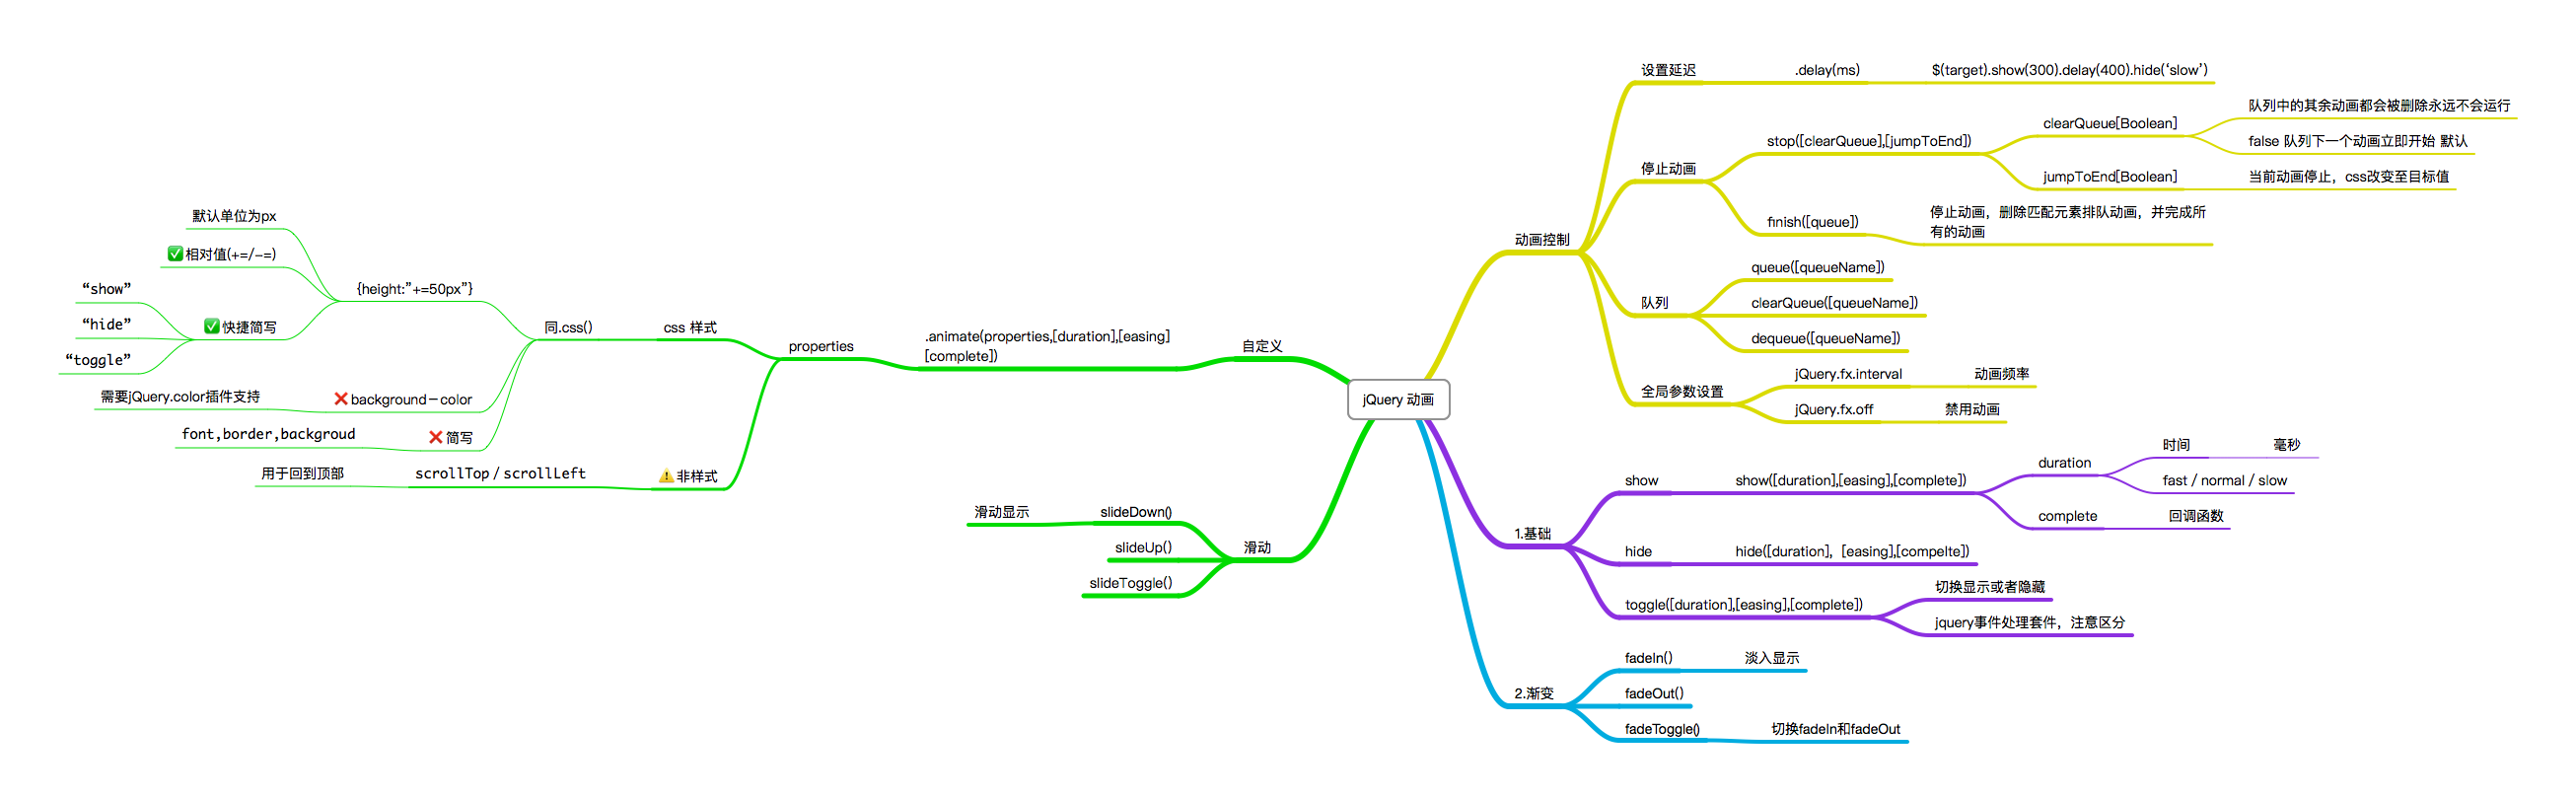 jQuery 动画
动画控制
设置延迟
.delay(ms)
$(target).show(300).delay(400).hide(‘slow’)
停止动画
stop([clearQueue],[jumpToEnd])
clearQueue[Boolean]
队列中的其余动画都会被删除永远不会运行
false 队列下一个动画立即开始 默认
jumpToEnd[Boolean]
当前动画停止，css改变至目标值
finish([queue])
停止动画，删除匹配元素排队动画，并完成所
有的动画
队列
queue([queueName])
clearQueue([queueName])
dequeue([queueName])
全局参数设置
jQuery.fx.interval
动画频率
jQuery.fx.off
禁用动画
1.基础
show
show([duration],[easing],[complete])
duration
时间
毫秒
fast / normal / slow
complete
回调函数
hide
hide([duration]，[easing],[compelte])
toggle([duration],[easing],[complete])
切换显示或者隐藏
jquery事件处理套件，注意区分
2.渐变
fadeIn()
淡入显示
fadeOut()
fadeToggle()
切换fadeIn和fadeOut
自定义
.animate(properties,[duration],[easing]
[complete])
properties
css 样式
同.css()
{height:”+=50px”}
默认单位为px
✅相对值(+=/-=)
✅快捷简写
“show”
“hide”
“toggle”
❌background－color
需要jQuery.color插件支持
❌简写
font,border,backgroud
⚠️非样式
scrollTop / scrollLeft
用于回到顶部
滑动
slideDown()
滑动显示
slideUp()
slideToggle()